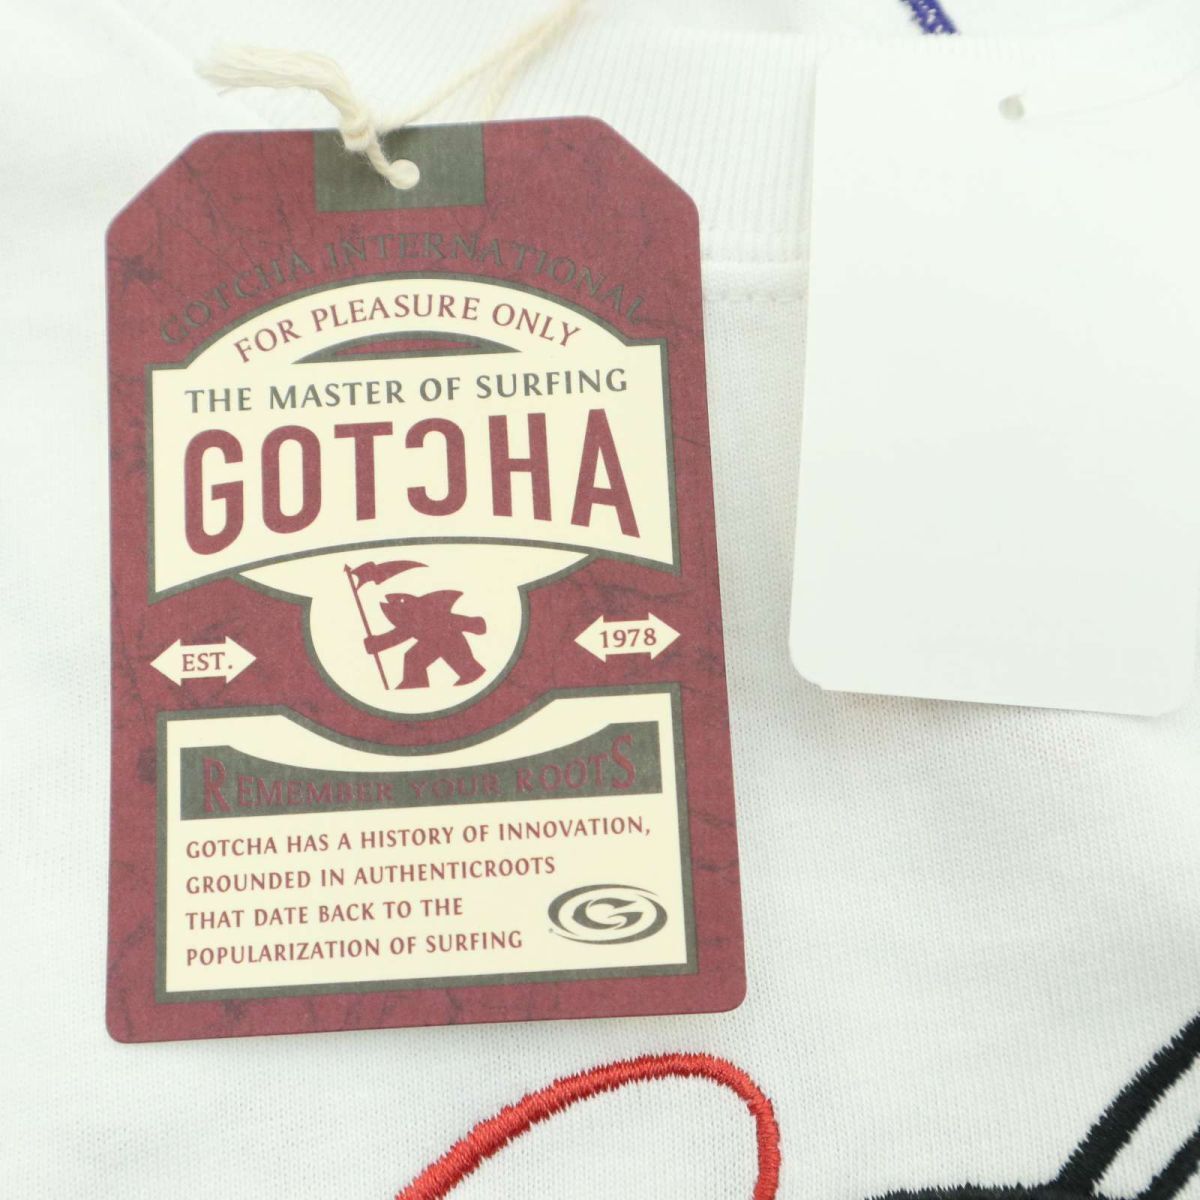 GOTCHA INTERNATIONAL
FOR PLEASURE ONLY
THE MASTER OF SURFING
GOTCHA
EST.
1978
REMEMBER YOUR ROOTS
GOTCHA HAS A HISTORY OF INNOVATION,
GROUNDED IN AUTHENTICROOTS
THAT DATE BACK TO THE
POPULARIZATION OF SURFING
G